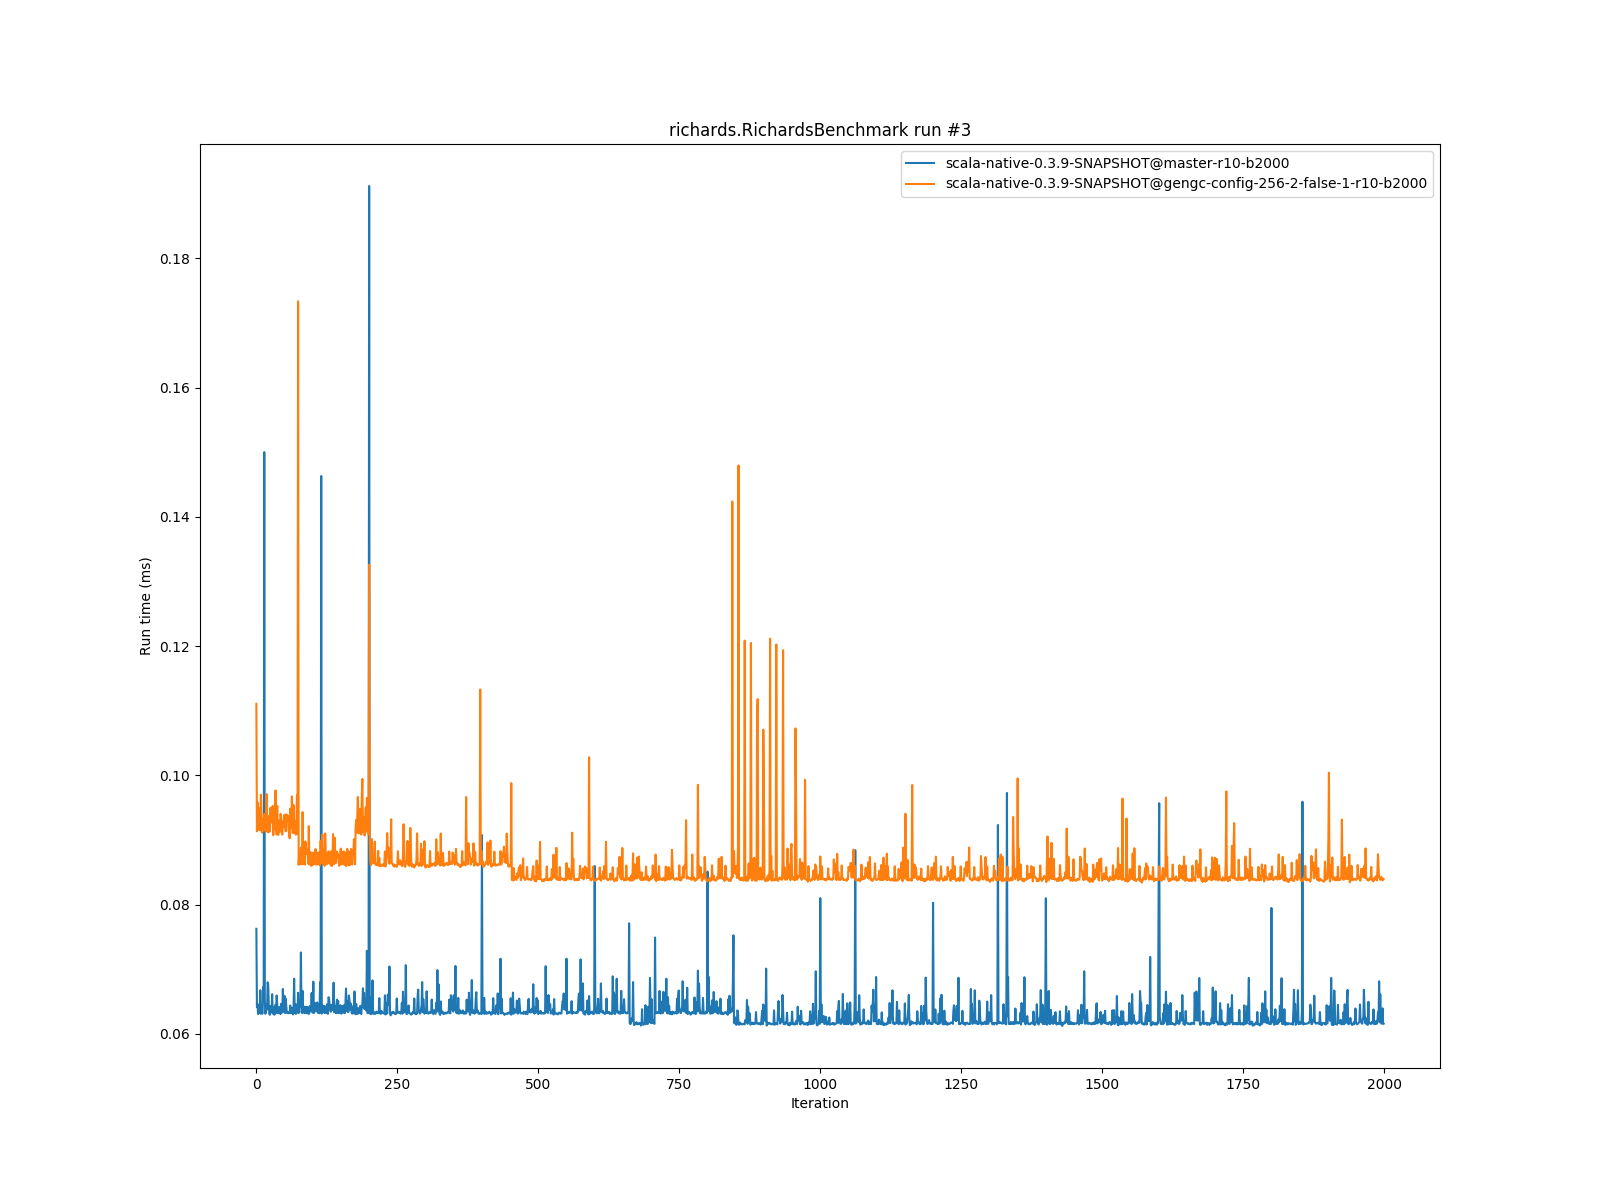 richards.RichardsBenchmark run #3
scala-native-0.3.9-SNAPSHOT@master-r10-b2000
scala-native-0.3.9-SNAPSHOT@gengc-config-256-2-false-1-r10-b2000
Run time (ms)
0.18
0.16
0.14
0.12
0.10
0.08
0.06
0 250 500 750 1000 1250 1500 1750 2000
Iteration